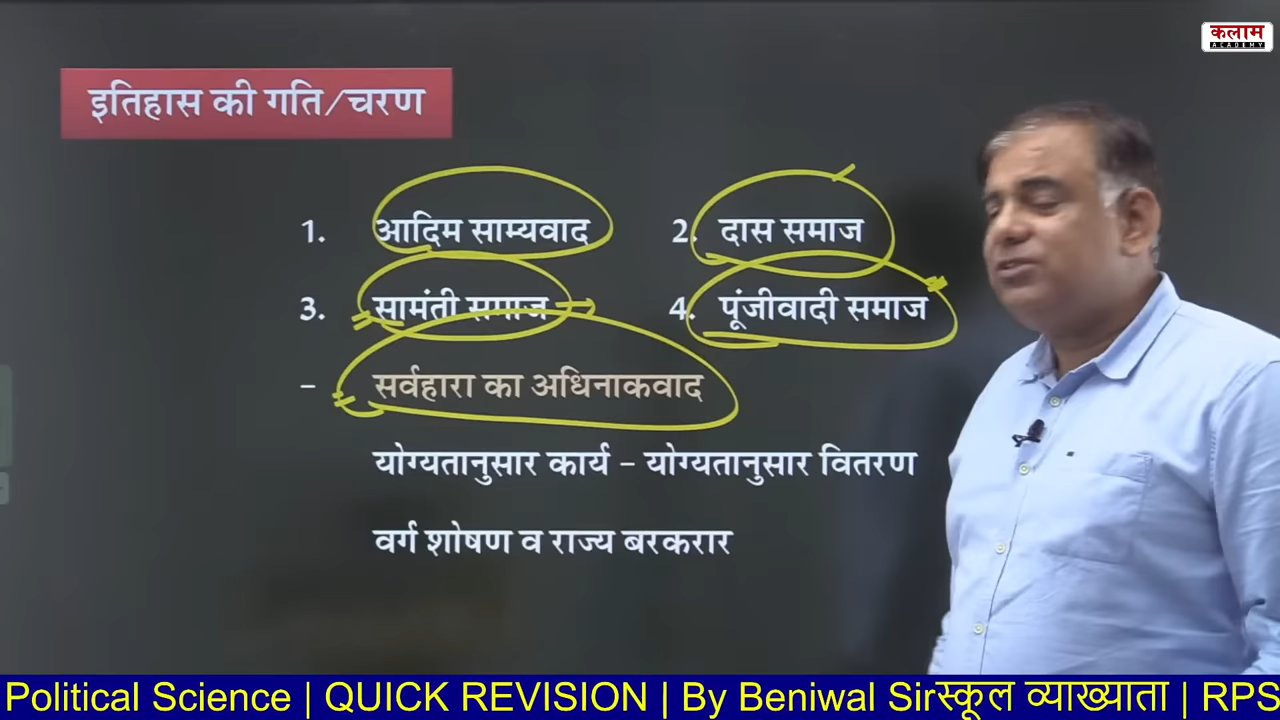 कलाम
ACADEMY
इतिहास की गति/चरण
1. आदिम साम्यवाद 2. दास समाज
3. सामंती समाज 4. पूंजीवादी समाज
– सर्वहारा का अधिनाकवाद
योग्यतानुसार कार्य – योग्यतानुसार वितरण
वर्ग शोषण व राज्य बरकरार
Political Science | QUICK REVISION | By Beniwal Sirस्कूल व्याख्याता | RPS